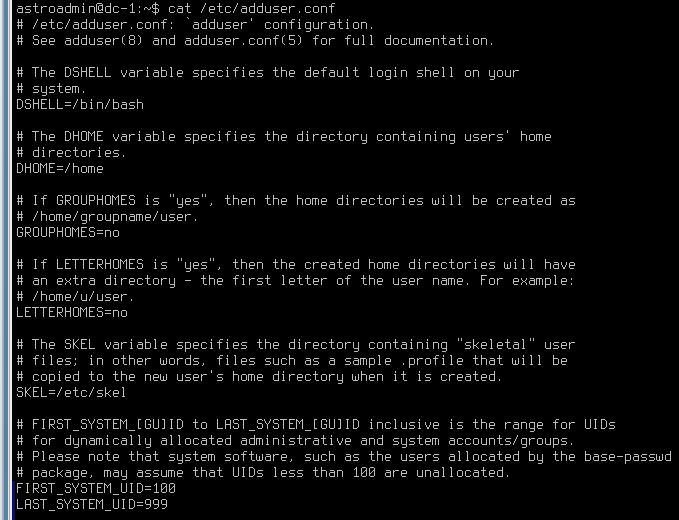 astroadmin@dc-1:~$ cat /etc/adduser.conf
# /etc/adduser.conf: `adduser' configuration.
# See adduser(8) and adduser.conf(5) for full documentation.
# The DSHELL variable specifies the default login shell on your
# system.
DSHELL=/bin/bash
# The DHOME variable specifies the directory containing users' home
# directories.
DHOME=/home
# If GROUPHOMES is "yes", then the home directories will be created as
# /home/groupname/user.
GROUPHOMES=no
# If LETTERHOMES is "yes", then the created home directories will have
# an extra directory - the first letter of the user name. For example:
# /home/u/user.
LETTERHOMES=no
# The SKEL variable specifies the directory containing "skeletal" user
# files; in other words, files such as a sample .profile that will be
# copied to the new user's home directory when it is created.
SKEL=/etc/skel
# FIRST_SYSTEM_[GU]ID to LAST_SYSTEM_[GU]ID inclusive is the range for UIDs
# for dynamically allocated administrative and system accounts/groups.
# Please note that system software, such as the users allocated by the base-passwd
# package, may assume that UIDs less than 100 are unallocated.
FIRST_SYSTEM_UID=100
LAST_SYSTEM_UID=999